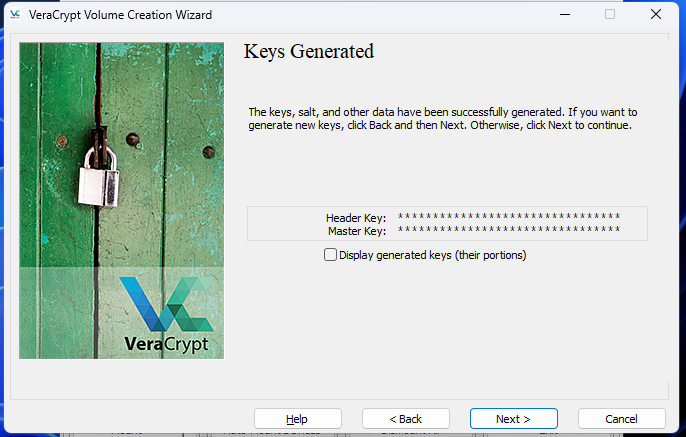 VeraCrypt Volume Creation Wizard
Keys Generated
The keys, salt, and other data have been successfully generated. If you want to
generate new keys, click Back and then Next. Otherwise, click Next to continue.
Header Key: ********************************
Master Key: ********************************
Display generated keys (their portions)
VeraCrypt
Help
< Back
Next >
Cancel